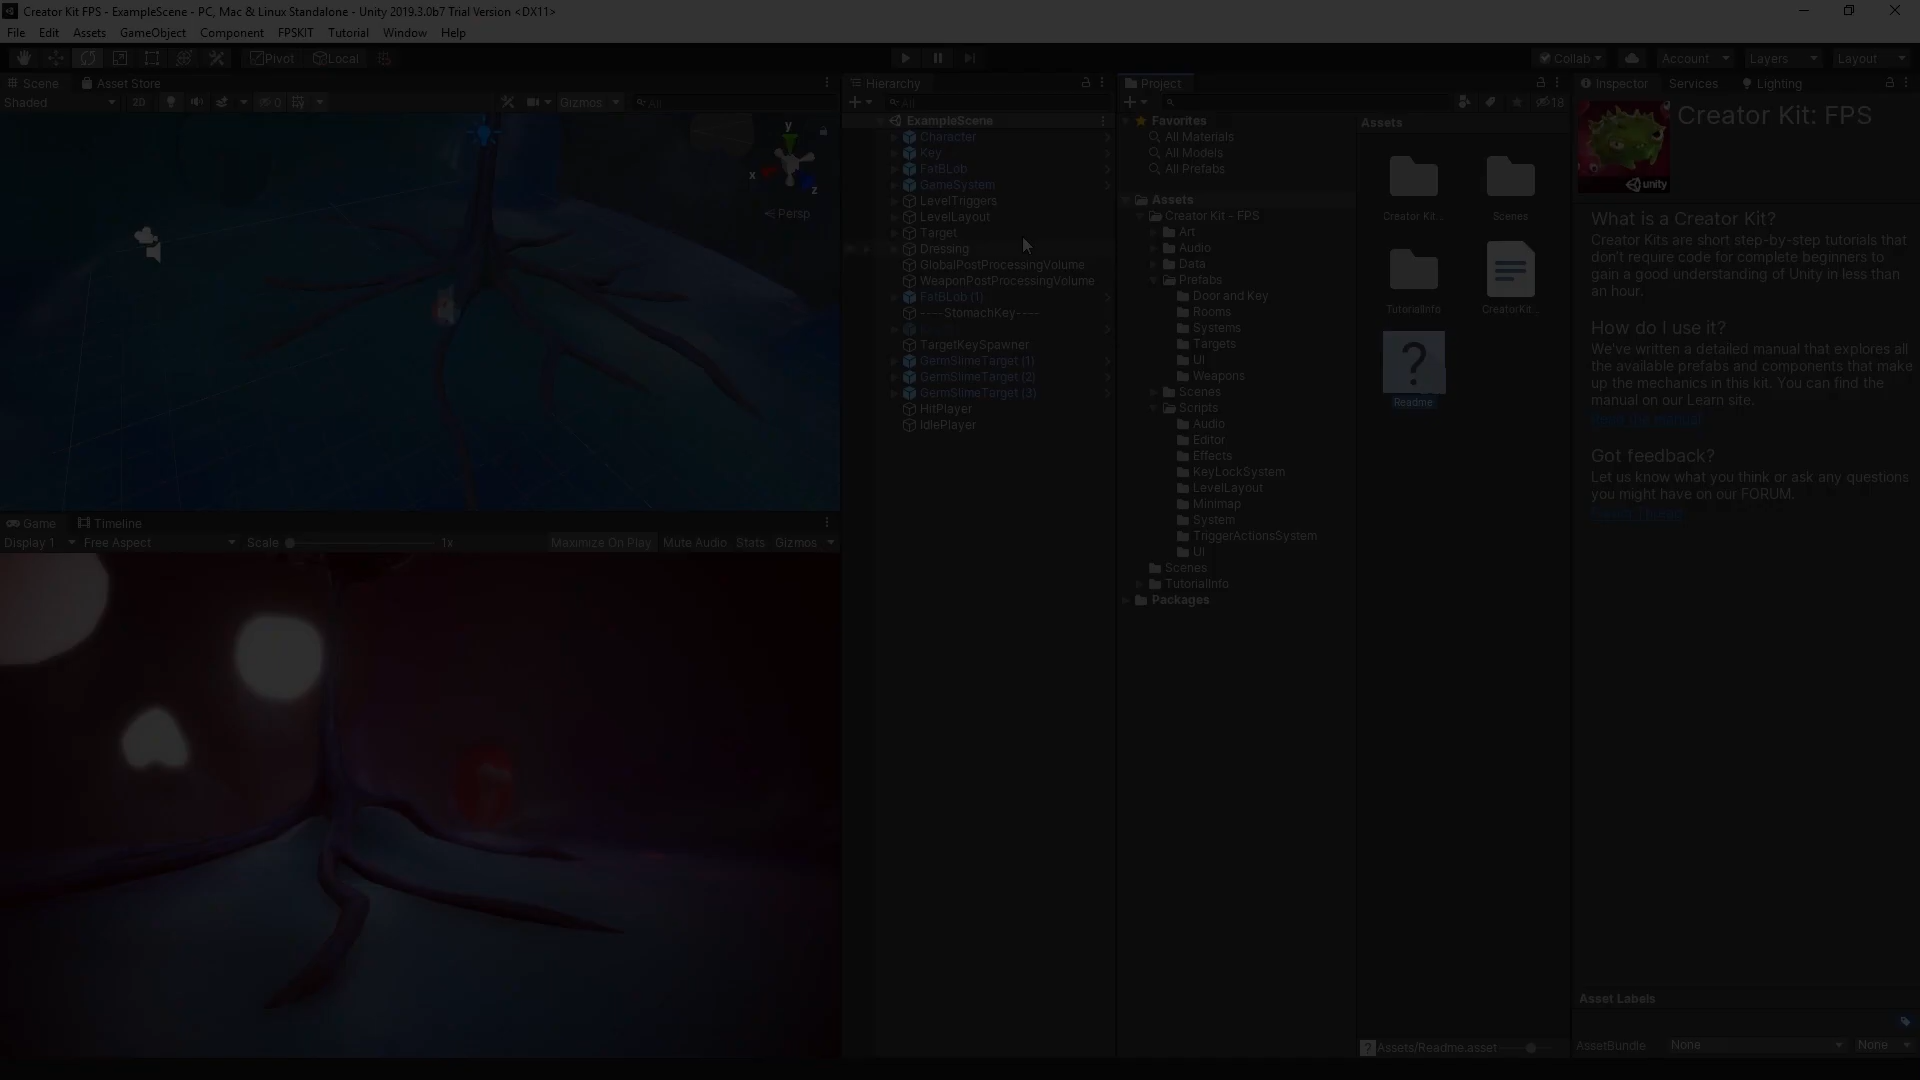 Creator Kit FPS - ExampleScene - PC, Mac & Linux Standalone - Unity 2019.3.0b7 Trial Version <DX11>
File Edit Assets GameObject Component FPSKIT Tutorial Window Help
Pivot Local
Collab Account Layers Layout
Scene Asset Store
Shaded 2D 0 Gizmos All
y
x
z
Persp
Game Timeline
Display 1 Free Aspect Scale 1x Maximize On Play Mute Audio Stats Gizmos
Hierarchy
All
ExampleScene
Character
Key
FatBLob
GameSystem
LevelTriggers
LevelLayout
Target
Dressing
GlobalPostProcessingVolume
WeaponPostProcessingVolume
FatBLob (1)
----StomachKey----
TargetKeySpawner
GermSlimeTarget (1)
GermSlimeTarget (2)
GermSlimeTarget (3)
HitPlayer
IdlePlayer
Project
18
Favorites
All Materials
All Models
All Prefabs
Assets
Creator Kit - FPS
Art
Audio
Data
Prefabs
Door and Key
Rooms
Systems
Targets
UI
Weapons
Scenes
Scripts
Audio
Editor
Effects
KeyLockSystem
LevelLayout
Minimap
System
TriggerActionsSystem
UI
Scenes
TutorialInfo
Packages
Assets
Creator Kit... Scenes
TutorialInfo CreatorKit...
Readme
Assets/Readme.asset
Inspector Services Lighting
unity
Creator Kit: FPS
What is a Creator Kit?
Creator Kits are short step-by-step tutorials that
don't require code for complete beginners to
gain a good understanding of Unity in less than
an hour.
How do I use it?
We've written a detailed manual that explores all
the available prefabs and components that make
up the mechanics in this kit. You can find the
manual on our Learn site.
Read the manual
Got feedback?
Let us know what you think or ask any questions
you might have on our FORUM.
Asset Labels
AssetBundle None None